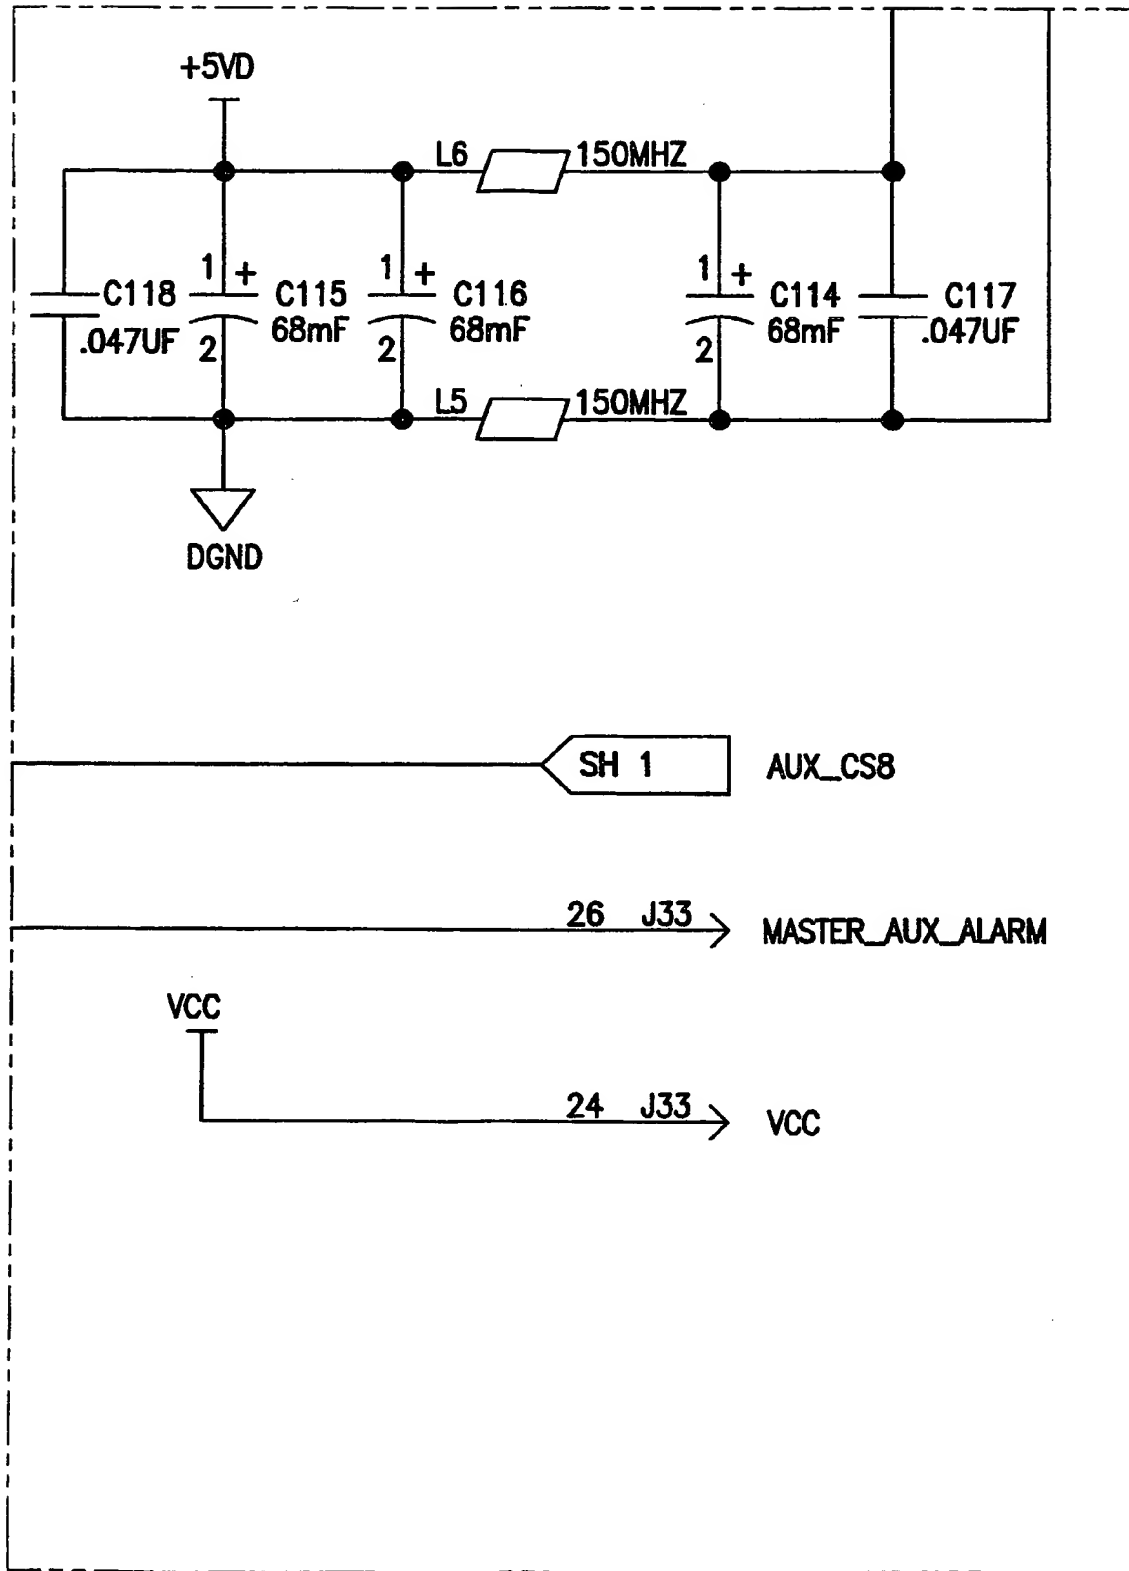 +5VD
L6 150MHZ
1 + 1 + 1 +
C118 C115 C116 C114 C117
.047UF 68mF 68mF 68mF .047UF
2 2 2
L5 150MHZ
DGND
SH 1 AUX_CS8
26 J33 MASTER_AUX_ALARM
VCC
24 J33 VCC